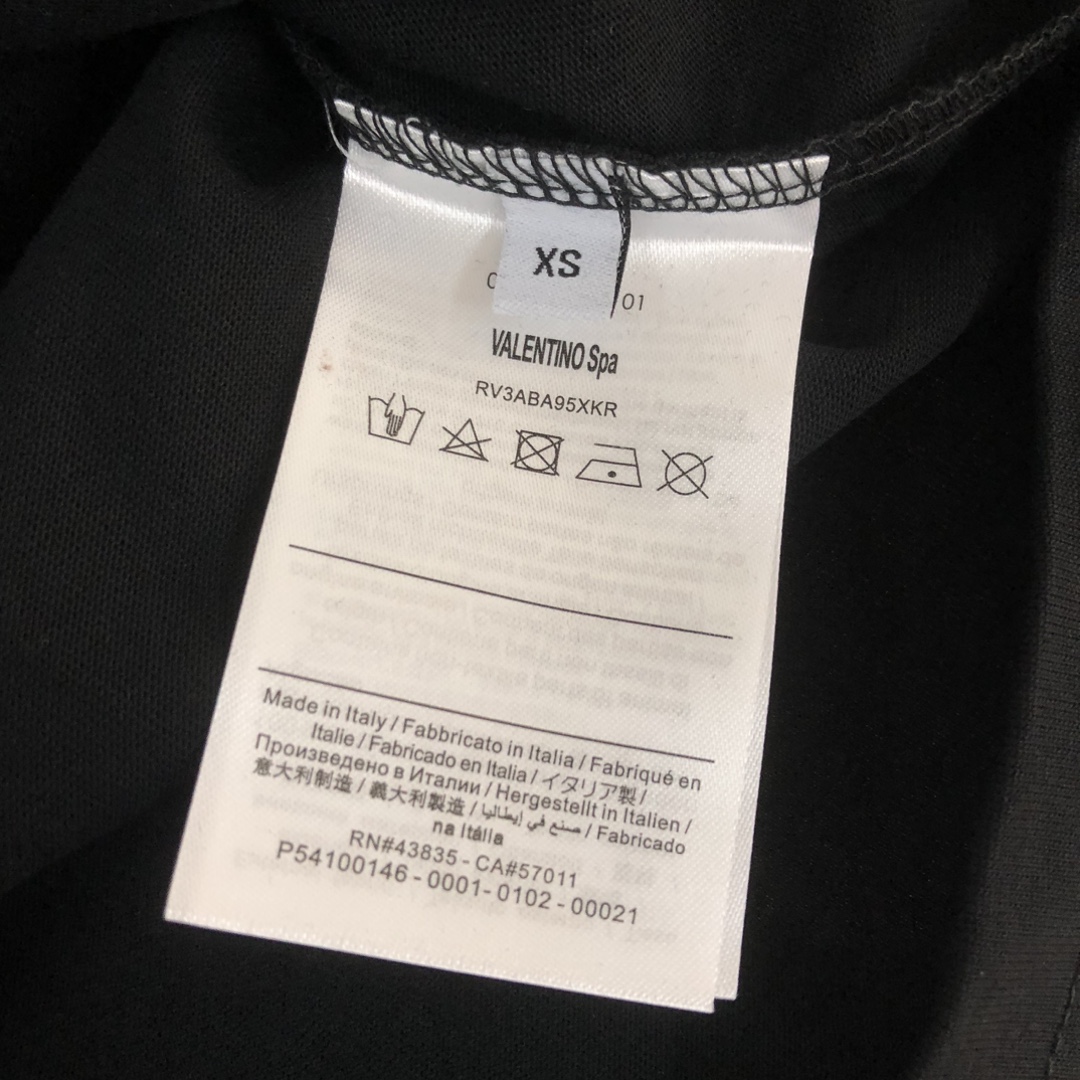 XS
01
VALENTINO Spa
RV3ABA95XKR
Made in Italy / Fabbricato in Italia / Fabriqué en
Italie / Fabricado en Italia / イタリア製 /
Произведено в Италии / Hergestellt in Italien /
意大利制造 / 義大利製造 / صنع في إيطاليا / Fabricado
na Itália
RN#43835 - CA#57011
P54100146 - 0001 - 0102 - 00021